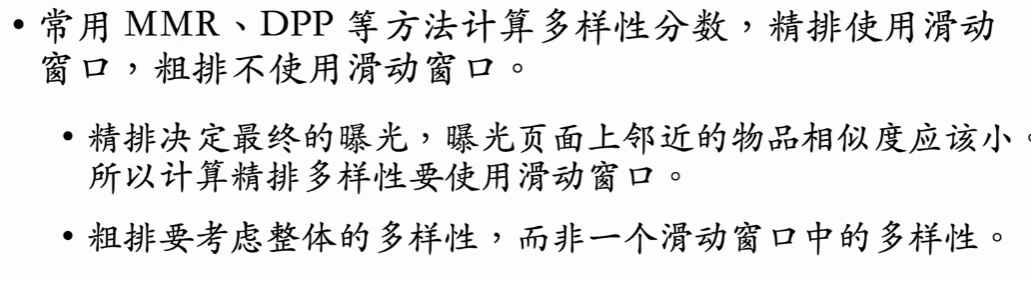 • 常用 MMR、DPP 等方法计算多样性分数，精排使用滑动
窗口，粗排不使用滑动窗口。
• 精排决定最终的曝光，曝光页面上邻近的物品相似度应该小。
所以计算精排多样性要使用滑动窗口。
• 粗排要考虑整体的多样性，而非一个滑动窗口中的多样性。